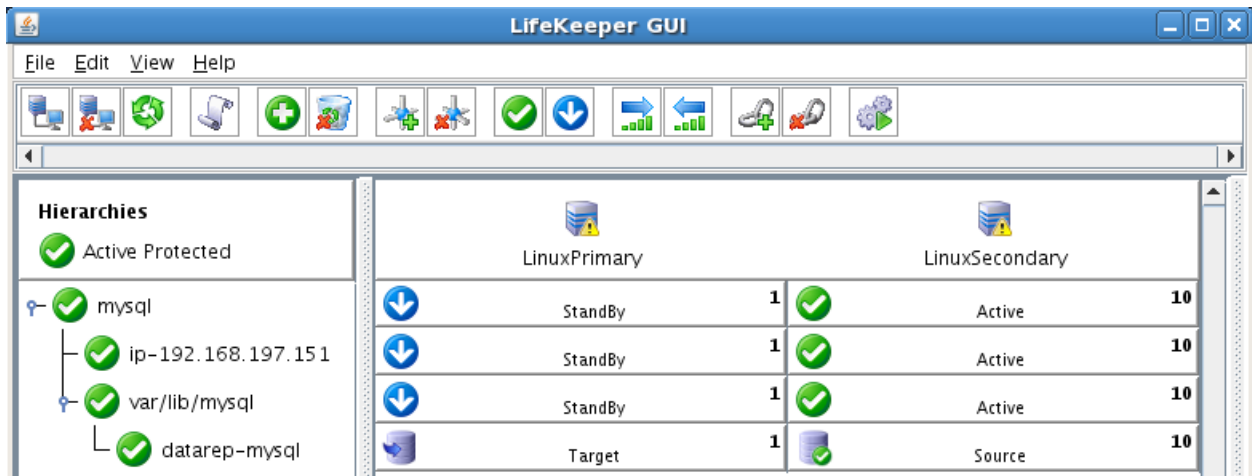 LifeKeeper GUI
File Edit View Help
Hierarchies
Active Protected
LinuxPrimary LinuxSecondary
mysql StandBy 1 Active 10
ip-192.168.197.151 StandBy 1 Active 10
var/lib/mysql StandBy 1 Active 10
datarep-mysql Target 1 Source 10